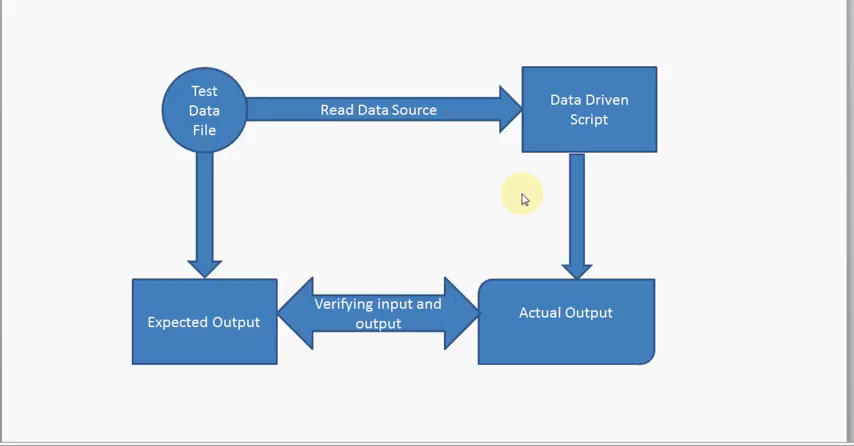 Test
Data
File
Read Data Source
Data Driven
Script
Expected Output
Verifying input and
output
Actual Output